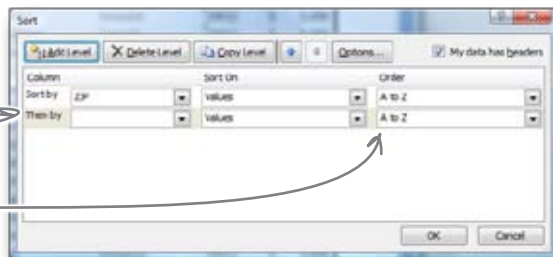 Sort
Add Level Delete Level Copy Level Options... My data has headers
Column Sort On Order
Sort by ZIP Values A to Z
Then by Values A to Z
OK Cancel